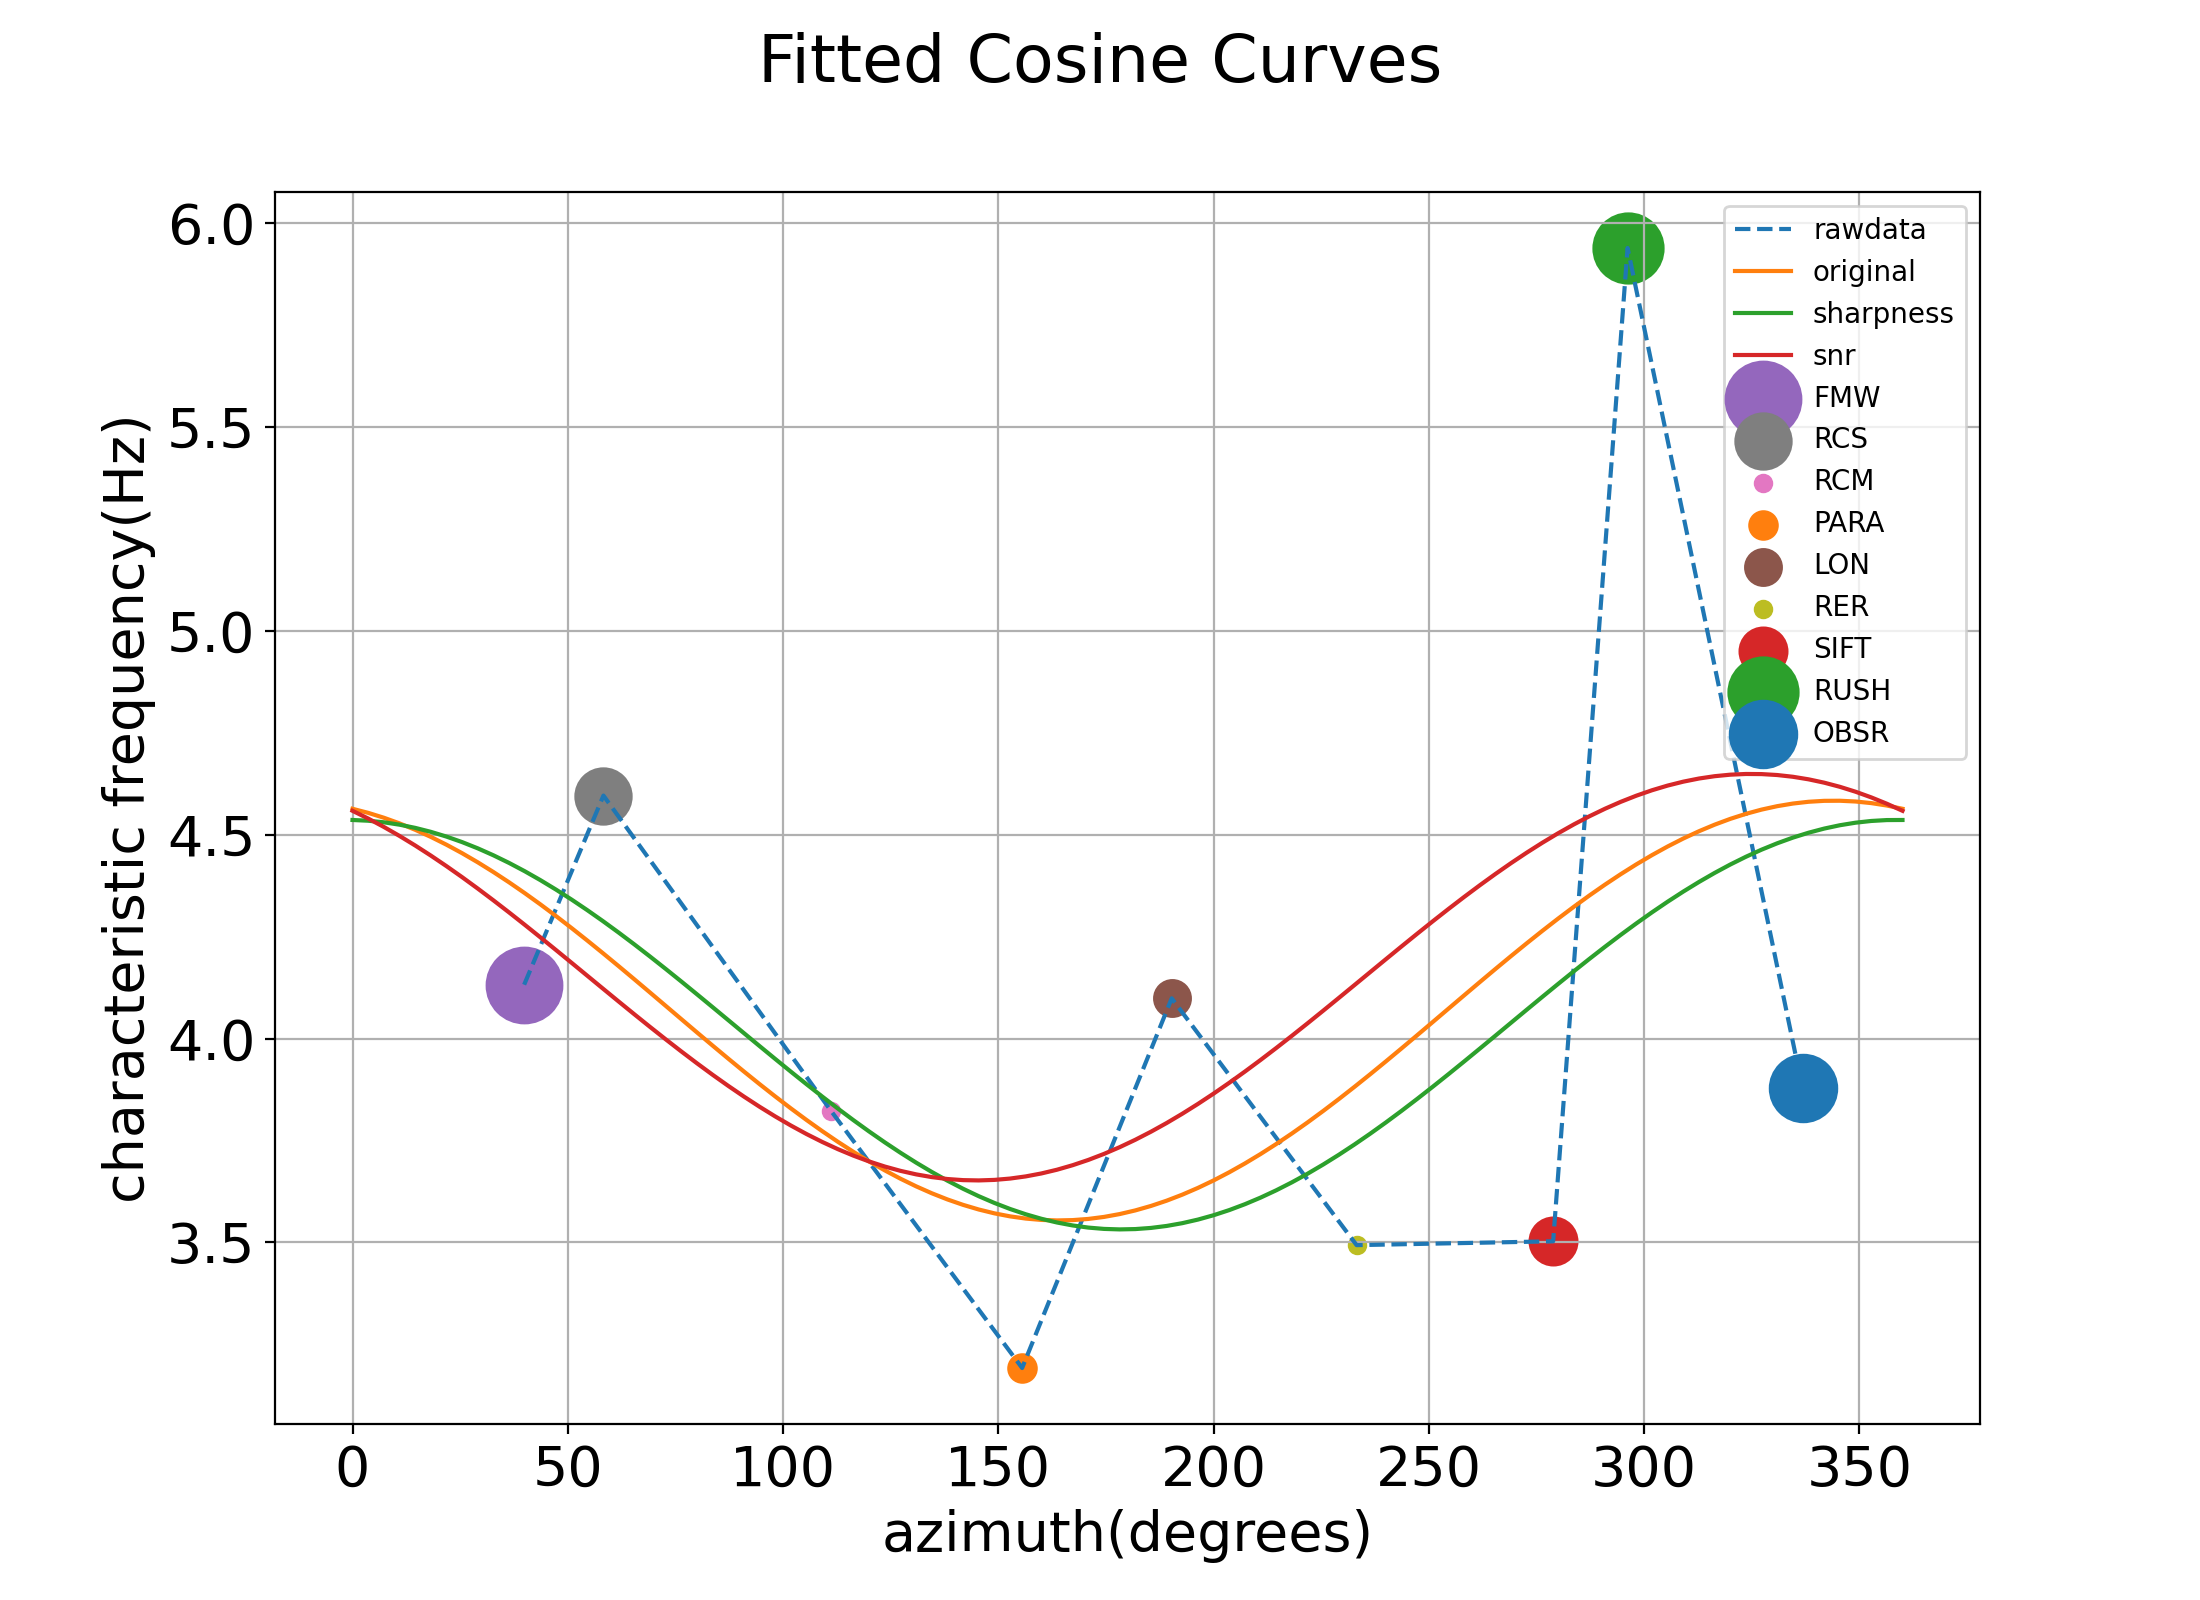 Fitted Cosine Curves
6.0
5.5
5.0
4.5
4.0
3.5
characteristic frequency(Hz)
rawdata
original
sharpness
snr
FMW
RCS
RCM
PARA
LON
RER
SIFT
RUSH
OBSR
0 50 100 150 200 250 300 350
azimuth(degrees)